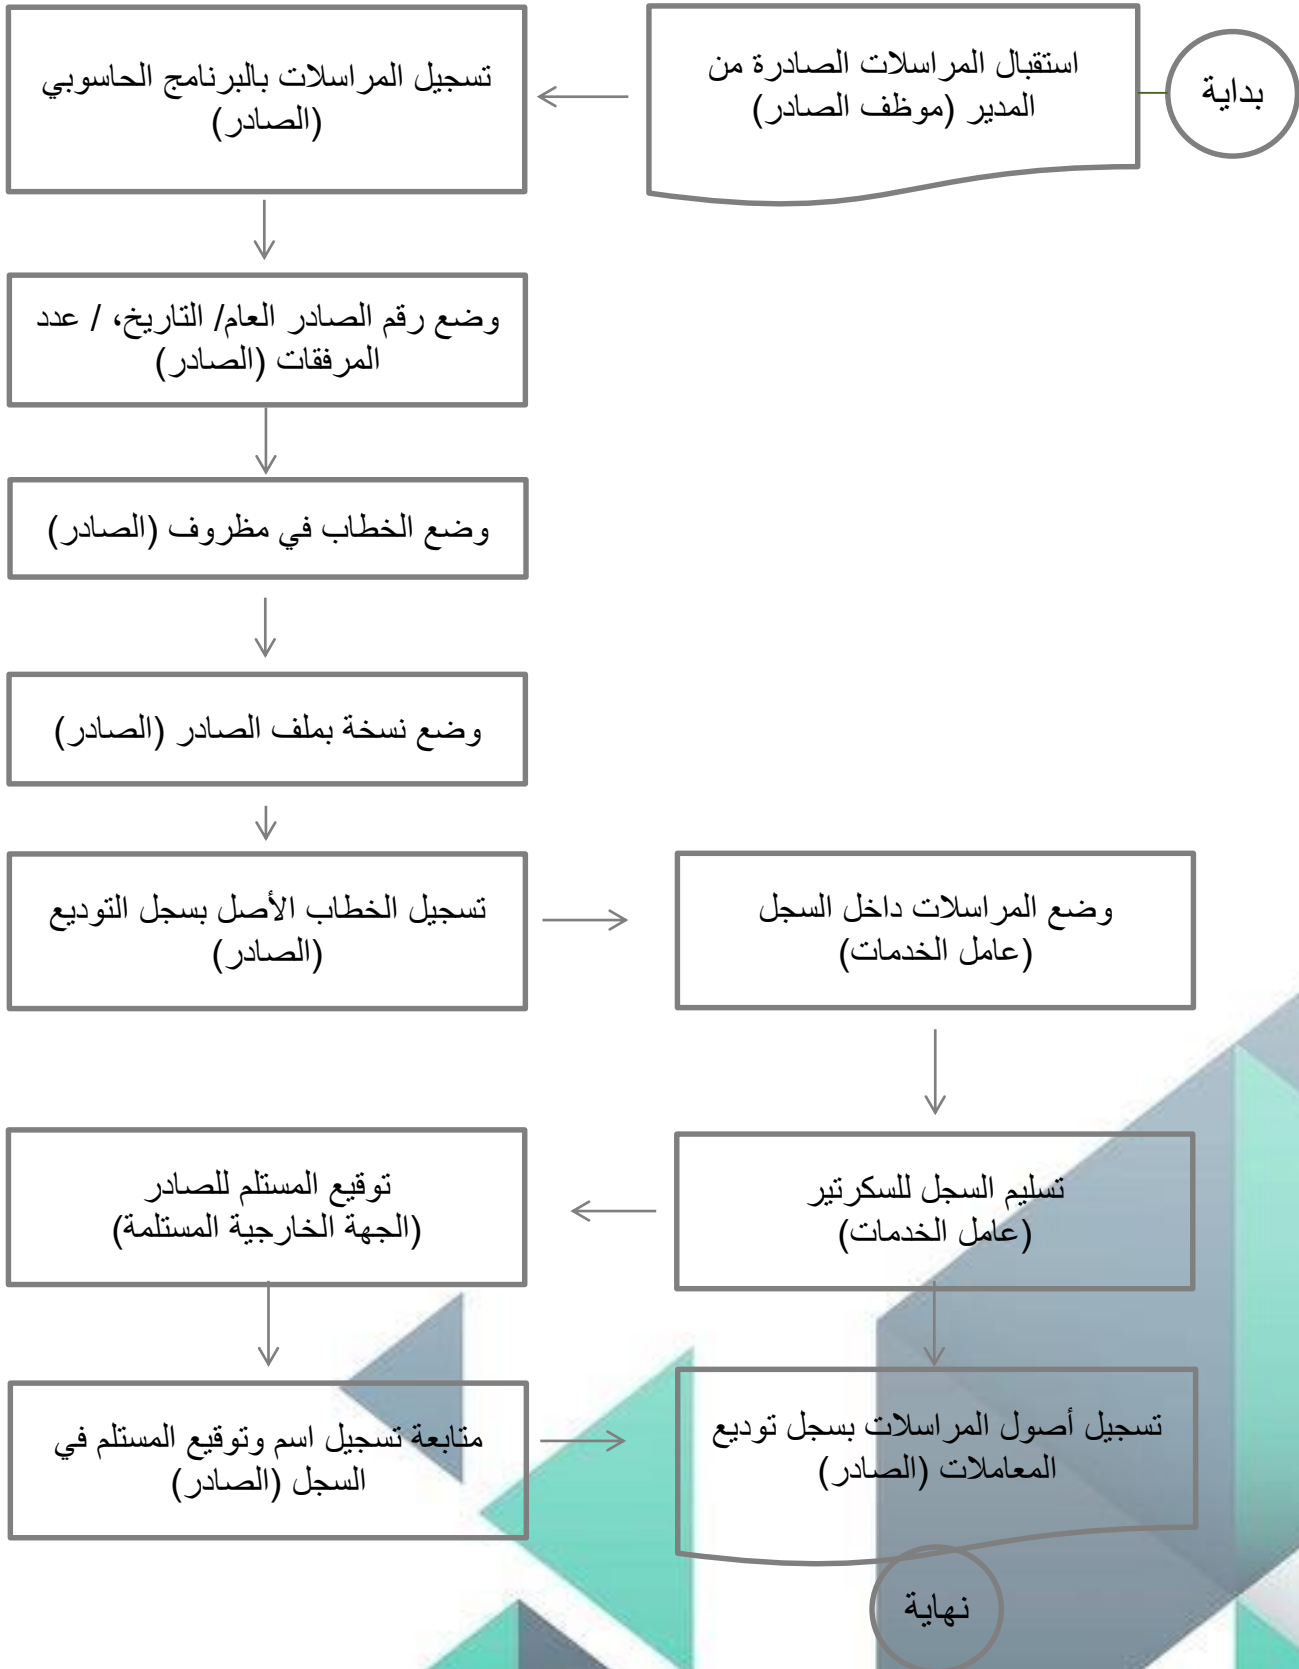 بداية
استقبال المراسلات الصادرة من
المدير (موظف الصادر)
تسجيل المراسلات بالبرنامج الحاسوبي
(الصادر)
وضع رقم الصادر العام/ التاريخ، / عدد
المرفقات (الصادر)
وضع الخطاب في مظروف (الصادر)
وضع نسخة بملف الصادر (الصادر)
تسجيل الخطاب الأصل بسجل التوديع
(الصادر)
وضع المراسلات داخل السجل
(عامل الخدمات)
تسليم السجل للسكرتير
(عامل الخدمات)
توقيع المستلم للصادر
(الجهة الخارجية المستلمة)
متابعة تسجيل اسم وتوقيع المستلم في
السجل (الصادر)
تسجيل أصول المراسلات بسجل توديع
المعاملات (الصادر)
نهاية